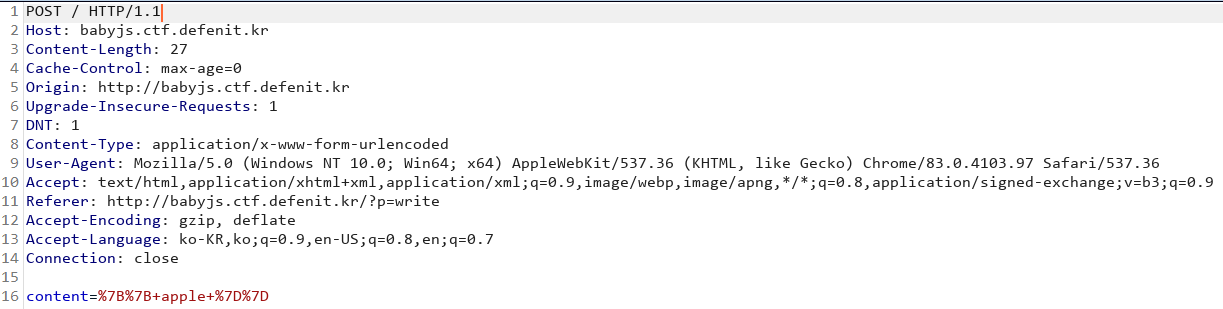 1 POST / HTTP/1.1
2 Host: babyjs.ctf.defenit.kr
3 Content-Length: 27
4 Cache-Control: max-age=0
5 Origin: http://babyjs.ctf.defenit.kr
6 Upgrade-Insecure-Requests: 1
7 DNT: 1
8 Content-Type: application/x-www-form-urlencoded
9 User-Agent: Mozilla/5.0 (Windows NT 10.0; Win64; x64) AppleWebKit/537.36 (KHTML, like Gecko) Chrome/83.0.4103.97 Safari/537.36
10 Accept: text/html,application/xhtml+xml,application/xml;q=0.9,image/webp,image/apng,*/*;q=0.8,application/signed-exchange;v=b3;q=0.9
11 Referer: http://babyjs.ctf.defenit.kr/?p=write
12 Accept-Encoding: gzip, deflate
13 Accept-Language: ko-KR,ko;q=0.9,en-US;q=0.8,en;q=0.7
14 Connection: close
15
16 content=%7B%7B+apple+%7D%7D